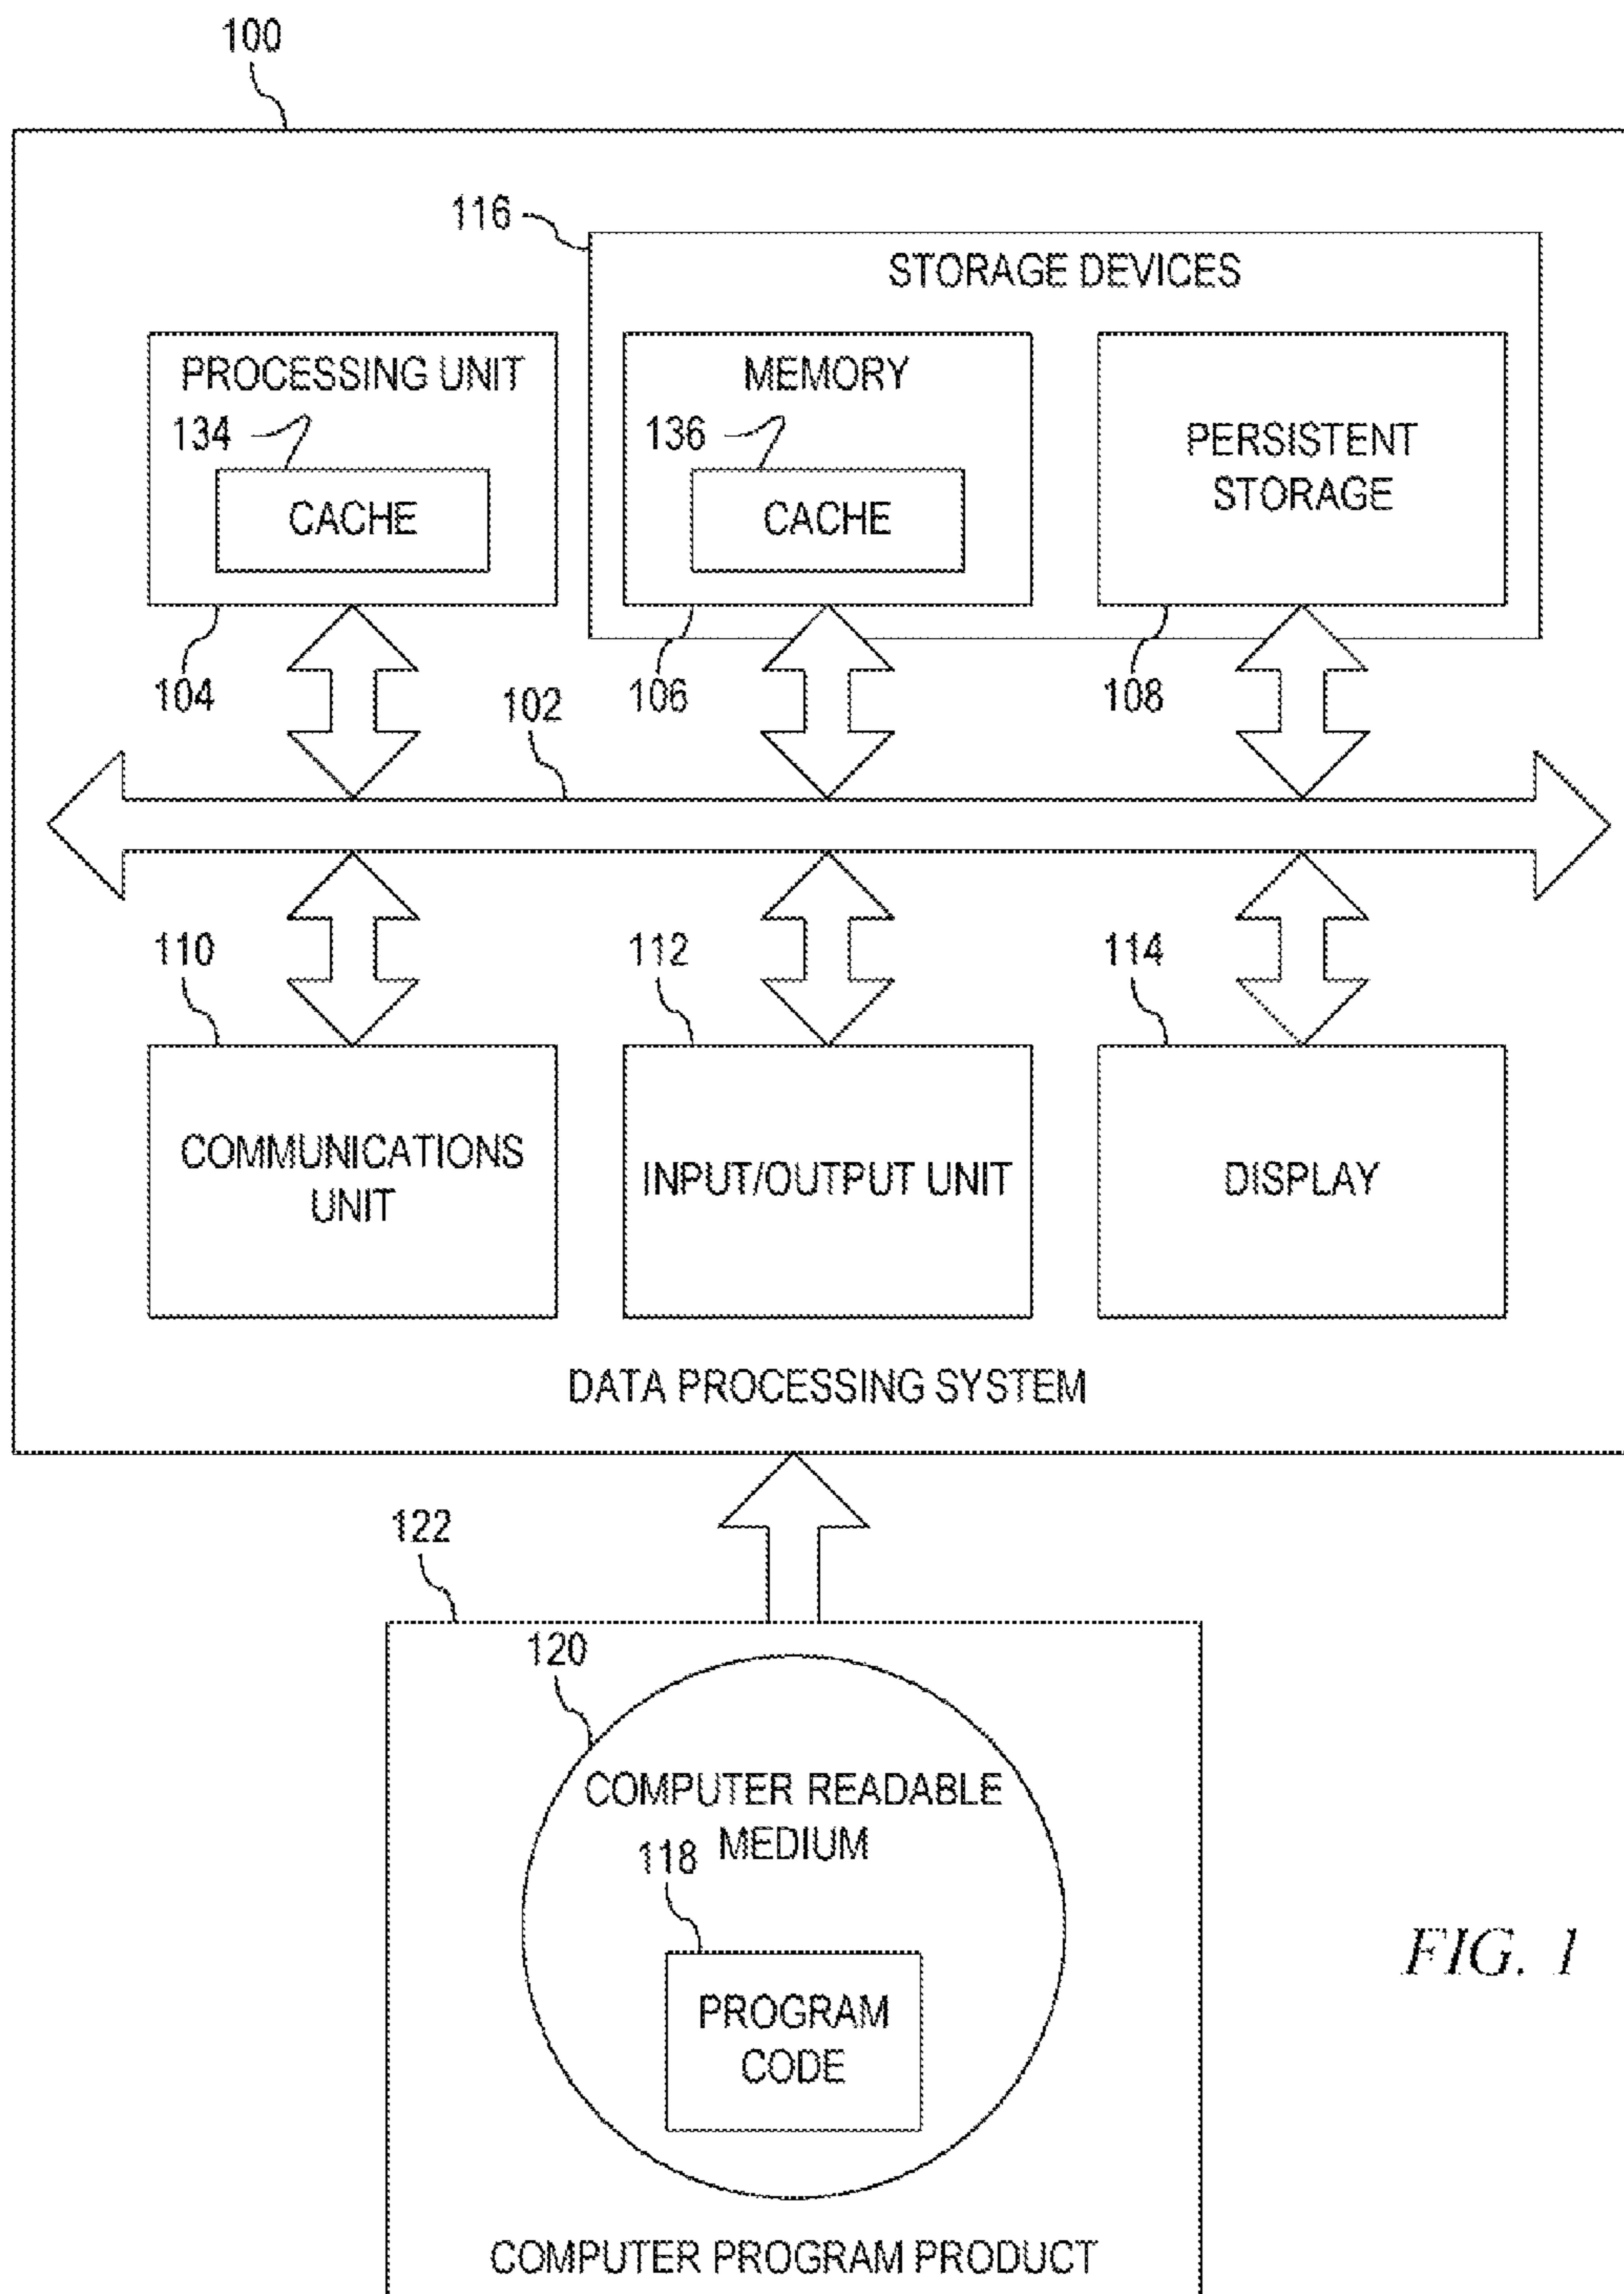 100
116
STORAGE DEVICES
PROCESSING UNIT
MEMORY
134
136
PERSISTENT
STORAGE
CACHE
CACHE
104
106
108
102
110
112
114
COMMUNICATIONS
UNIT
INPUT/OUTPUT UNIT
DISPLAY
DATA PROCESSING SYSTEM
122
120
COMPUTER READABLE
MEDIUM
118
PROGRAM
CODE
FIG. 1
COMPUTER PROGRAM PRODUCT